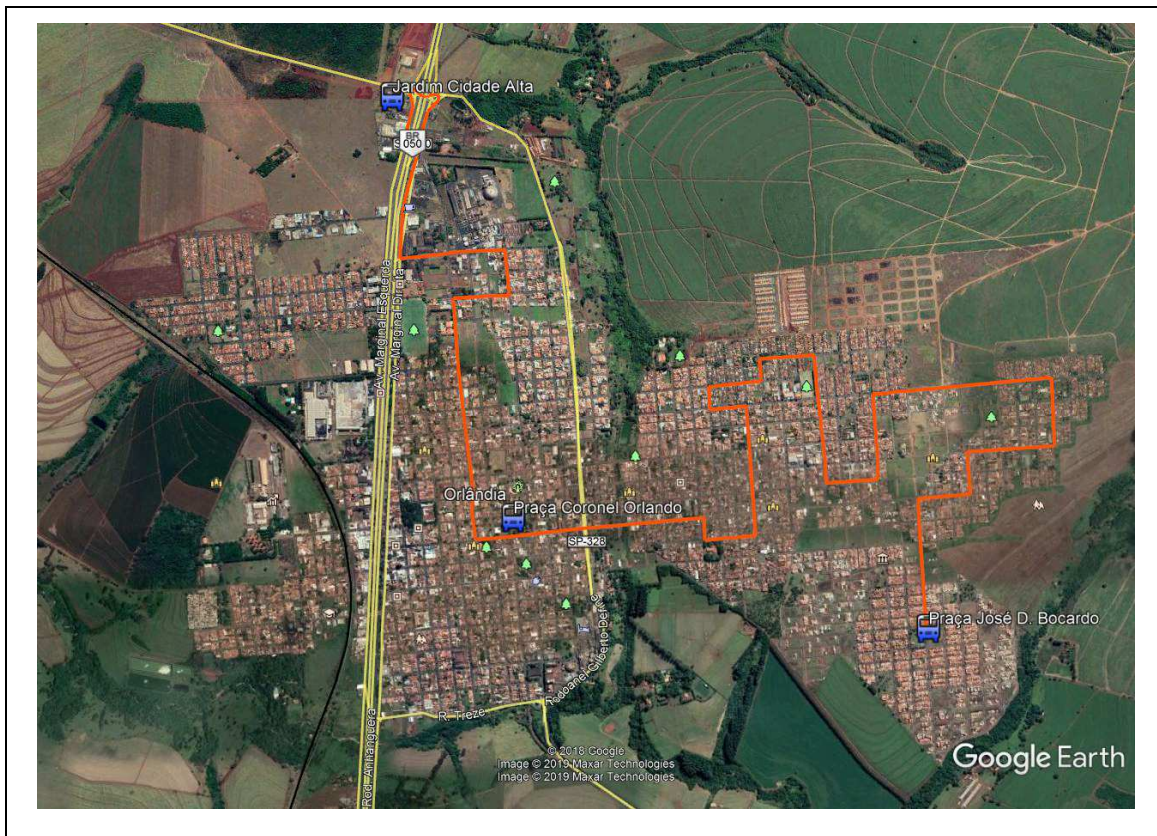 Jardim Cidade Alta
BR
050
Av. Marginal Esquerda
Av. Marginal Direita
Orlândia
Praça Coronel Orlando
SP-328
Praça José D. Bocardo
R. Treze
Rod. Anhanguera
© 2018 Google
Image © 2019 Maxar Technologies
Image © 2019 Maxar Technologies
Google Earth